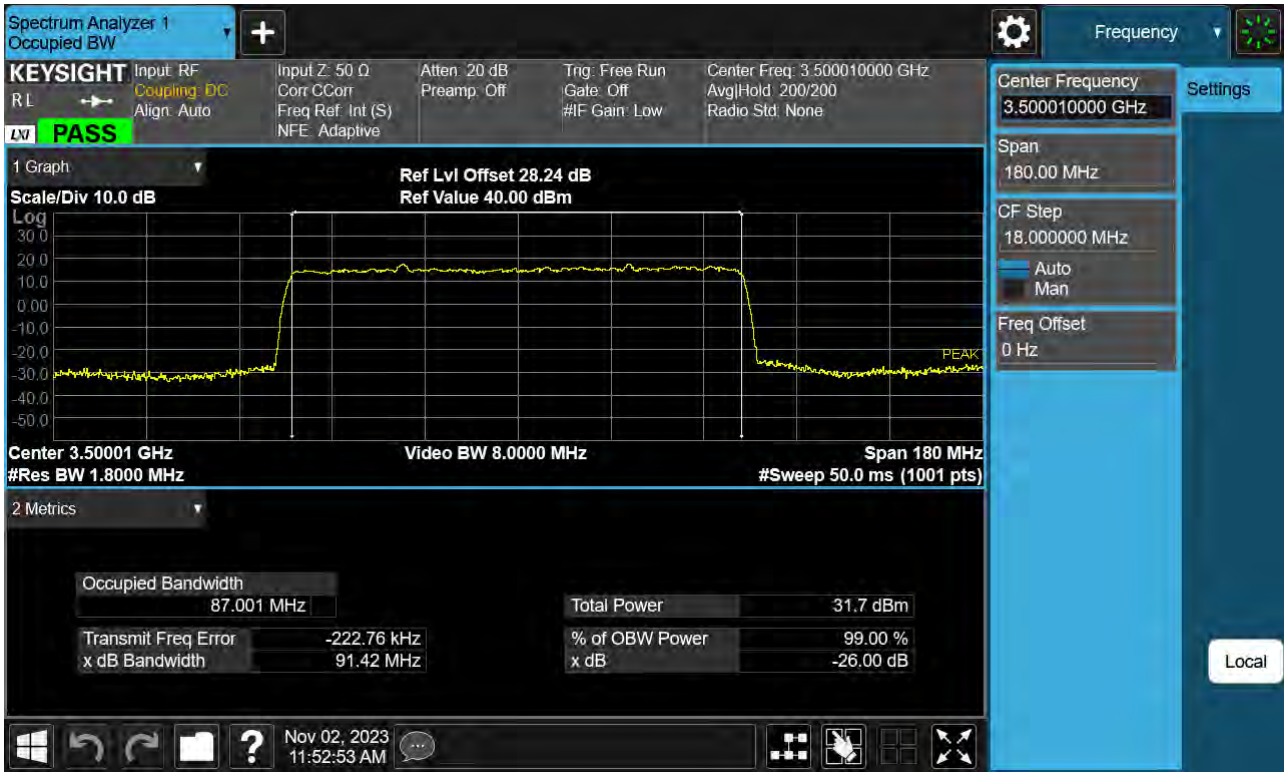 Spectrum Analyzer 1
Occupied BW
Frequency
KEYSIGHT
RL
LXI
PASS
Input: RF
Coupling: DC
Align: Auto
Input Z: 50 Ω
Corr CCorr
Freq Ref: Int (S)
NFE: Adaptive
Atten: 20 dB
Preamp: Off
Trig: Free Run
Gate: Off
#IF Gain: Low
Center Freq: 3.500010000 GHz
Avg|Hold: 200/200
Radio Std: None
Center Frequency
3.500010000 GHz
Settings
Span
180.00 MHz
CF Step
18.000000 MHz
Auto
Man
Freq Offset
0 Hz
1 Graph
Scale/Div 10.0 dB
Ref Lvl Offset 28.24 dB
Ref Value 40.00 dBm
Log
30.0
20.0
10.0
0.00
-10.0
-20.0
-30.0
-40.0
-50.0
PEAK
Center 3.50001 GHz
#Res BW 1.8000 MHz
Video BW 8.0000 MHz
Span 180 MHz
#Sweep 50.0 ms (1001 pts)
2 Metrics
Occupied Bandwidth
87.001 MHz
Transmit Freq Error -222.76 kHz
x dB Bandwidth 91.42 MHz
Total Power 31.7 dBm
% of OBW Power 99.00 %
x dB -26.00 dB
Local
Nov 02, 2023
11:52:53 AM